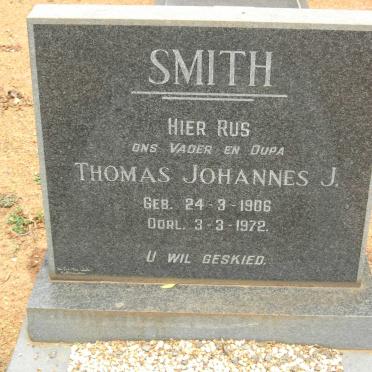 SMITH
HIER RUS
ONS VADER EN OUPA
THOMAS JOHANNES J.
GEB. 24-3-1906
OORL. 3-3-1972.
U WIL GESKIED.